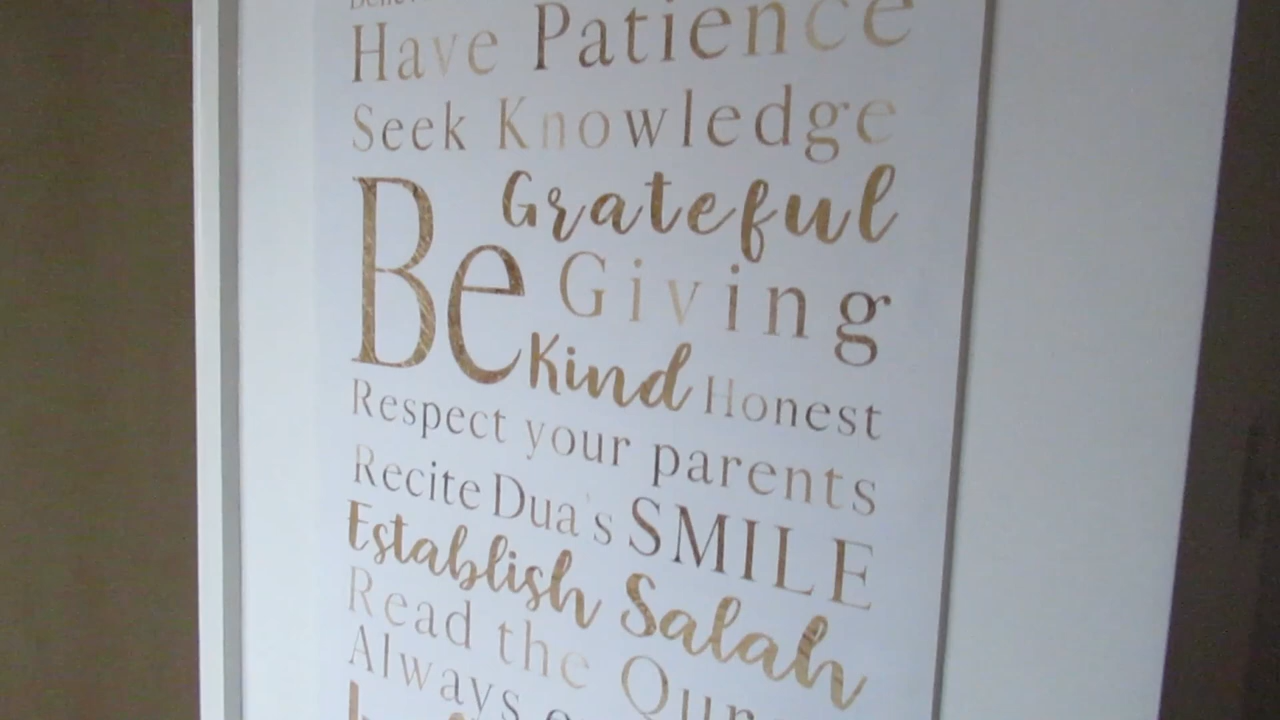 Have Patience
Seek Knowledge
Be Grateful
Giving
Kind Honest
Respect your parents
Recite Dua's SMILE
Establish Salah
Read the
Always